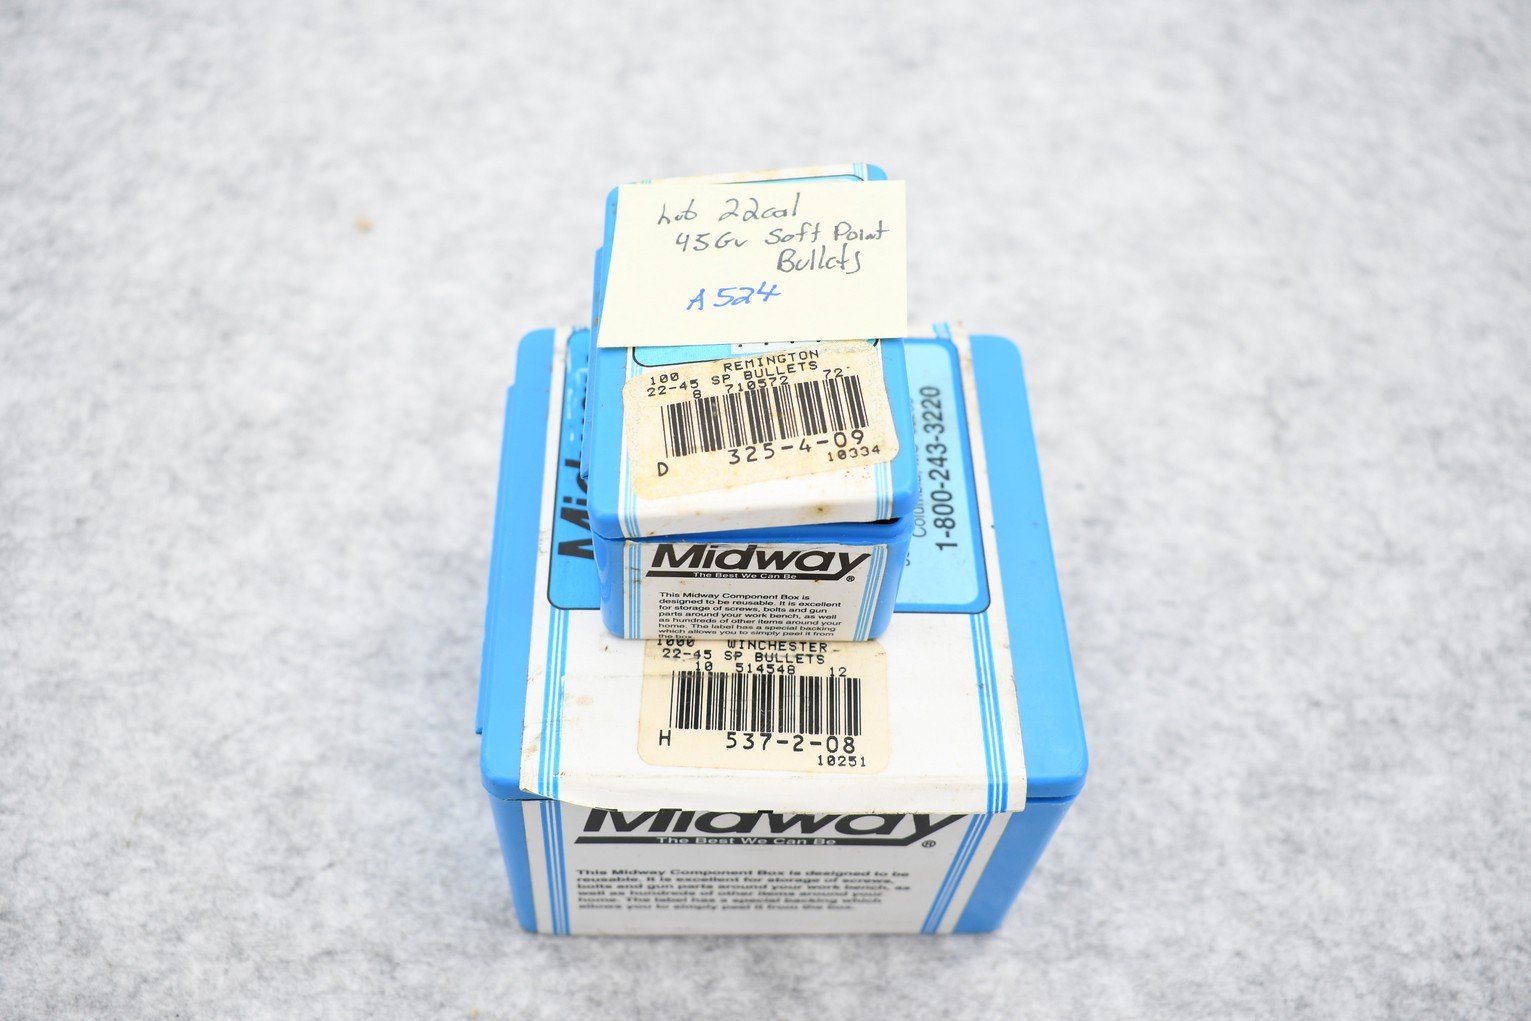 Lot 22cal
45Gr Soft Point
Bullets
A524
REMINGTON
100
22-45 SP BULLETS
8 710572 72
D 325-4-09
10334
Midway
The Best We Can Be
®
This Midway Component Box is
designed to be reusable. It is excellent
for storage of screws, bolts and gun
parts around your work bench, as well
as hundreds of other items around your
home. The label has a special backing
which allows you to simply peel it from
the box.
1-800-243-3220
1000 WINCHESTER
22-45 SP BULLETS
10 514548 12
H 537-2-08
10251
Midway
The Best We Can Be
®
This Midway Component Box is designed to be
reusable. It is excellent for storage of screws,
bolts and gun parts around your work bench, as
well as hundreds of other items around your
home. The label has a special backing which
allows you to simply peel it from the box.